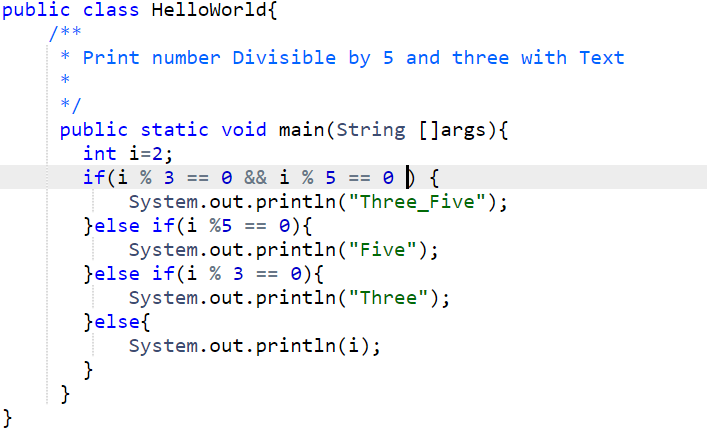 public class HelloWorld{
/**
* Print number Divisible by 5 and three with Text
*
*/
public static void main(String []args){
int i=2;
if(i % 3 == 0 && i % 5 == 0 ) {
System.out.println("Three_Five");
}else if(i %5 == 0){
System.out.println("Five");
}else if(i % 3 == 0){
System.out.println("Three");
}else{
System.out.println(i);
}
}
}